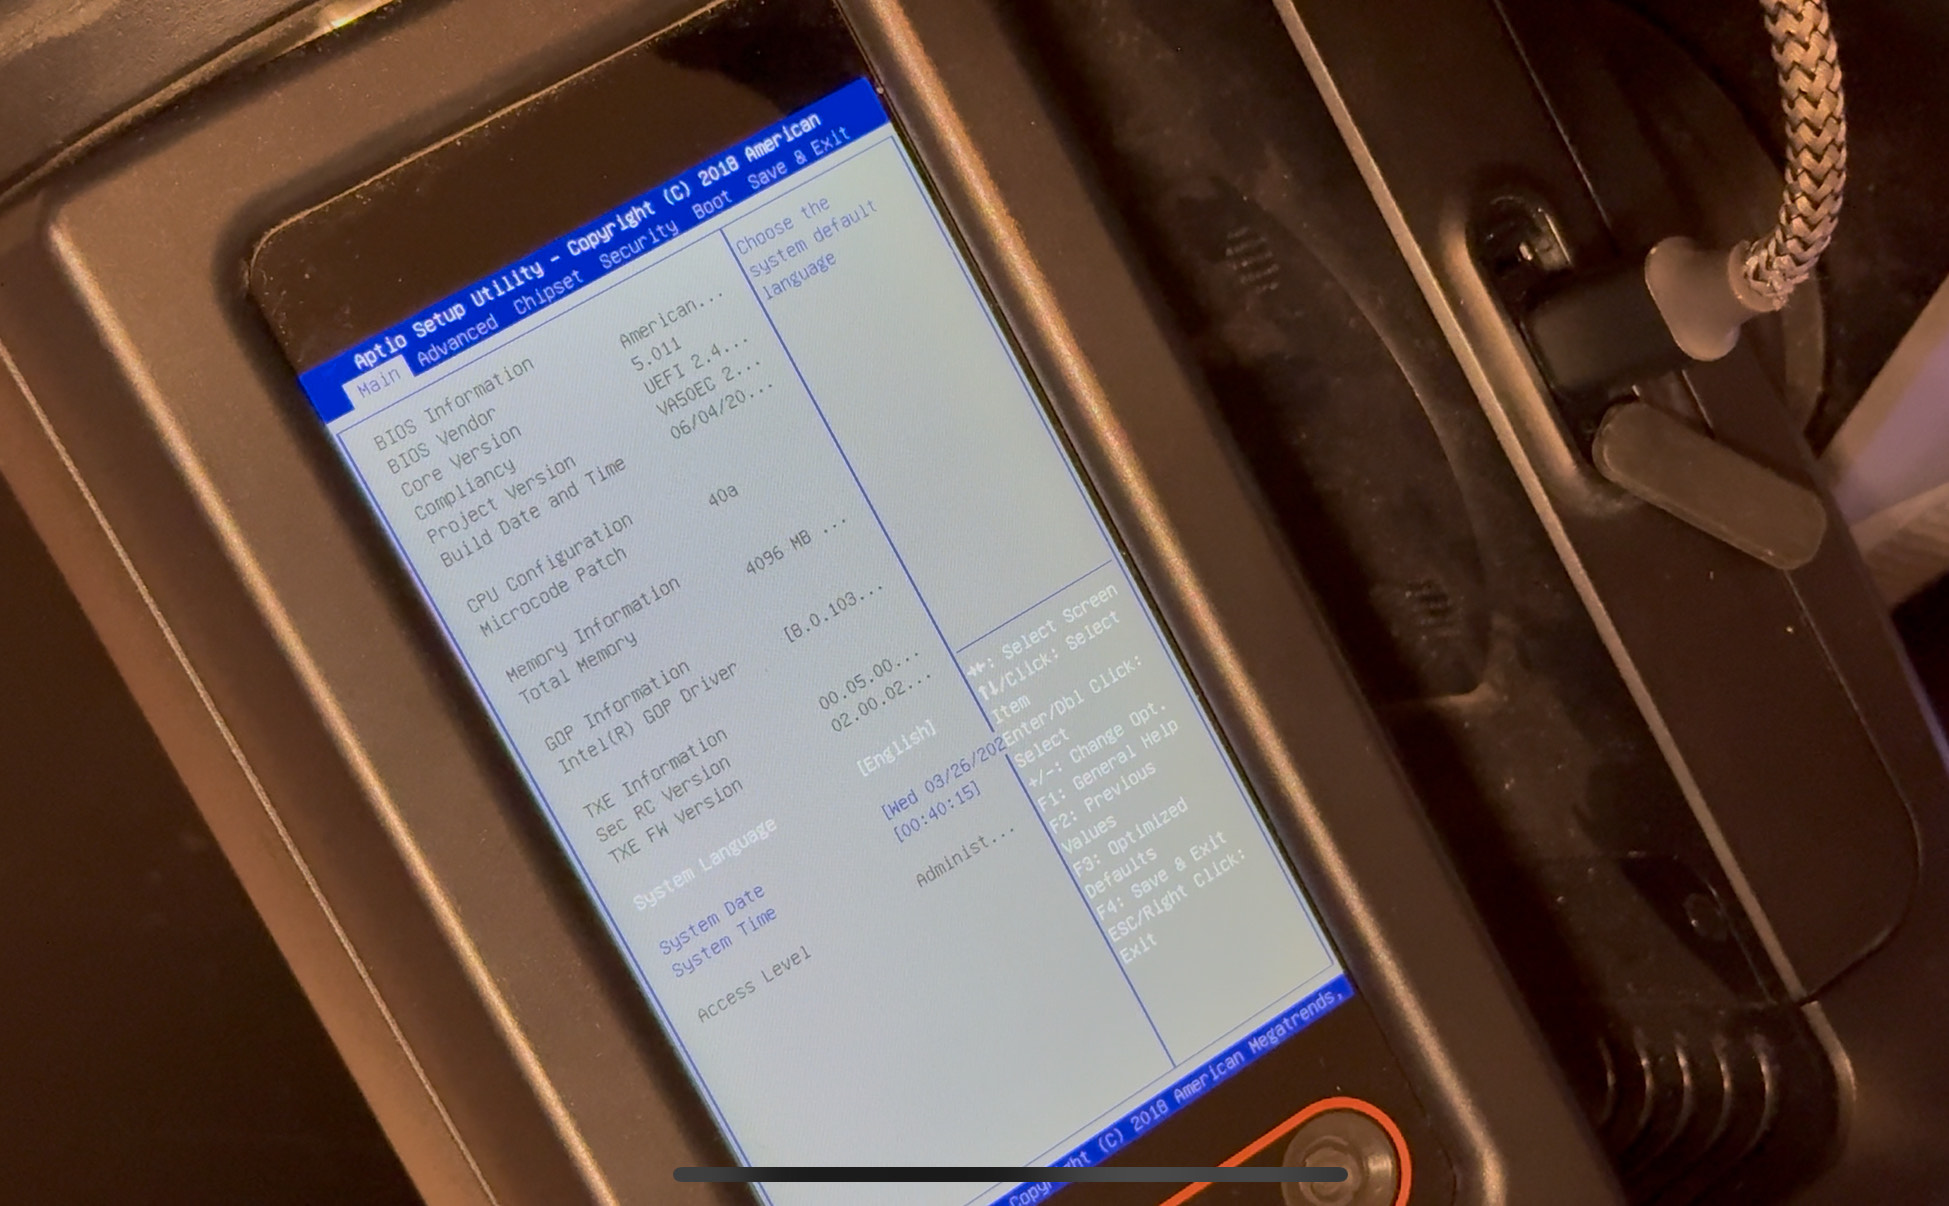 Aptio Setup Utility - Copyright (C) 2018 American
Main Advanced Chipset Security Boot Save & Exit
BIOS Information
BIOS Vendor American...
Core Version 5.011
Compliancy UEFI 2.4...
Project Version VA50EC 2...
Build Date and Time 06/04/20...
CPU Configuration
Microcode Patch 40a
Memory Information
Total Memory 4096 MB ...
GOP Information
Intel(R) GOP Driver [8.0.103...
TXE Information
Sec RC Version 00.05.00...
TXE FW Version 02.00.02...
System Language [English]
System Date [Wed 03/26/202
System Time [00:40:15]
Access Level Administ...
Choose the
system default
language
→←: Select Screen
↑↓/Click: Select
Item
Enter/Dbl Click:
Select
+/-: Change Opt.
F1: General Help
F2: Previous
Values
F3: Optimized
Defaults
F4: Save & Exit
ESC/Right Click:
Exit
(C) 2018 American Megatrends,